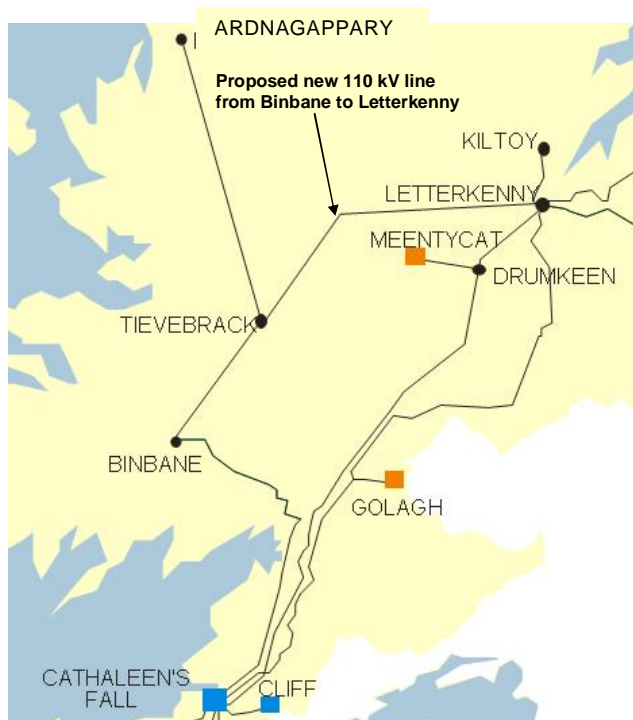 ARDNAGAPPARY
Proposed new 110 kV line
from Binbane to Letterkenny
KILTOY
LETTERKENNY
MEENTYCAT
DRUMKEEN
TIEVEBRACK
BINBANE
GOLAGH
CATHALEEN'S
FALL
CLIFF